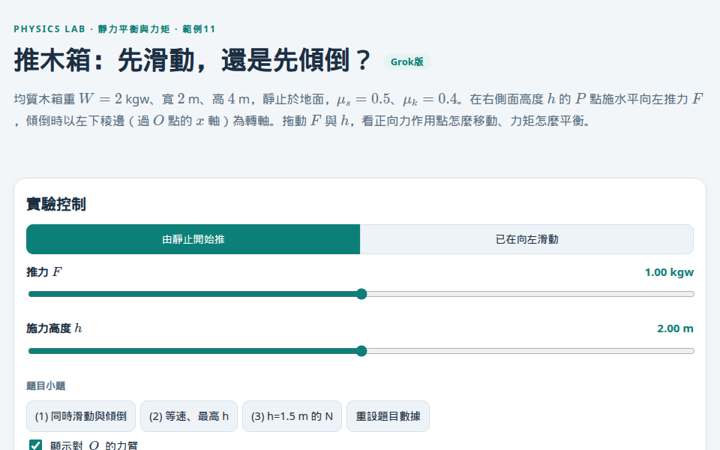 PHYSICS LAB · 靜力平衡與力矩 · 範例11
推木箱：先滑動，還是先傾倒？ Grok版
均質木箱重 W = 2 kgw、寬 2 m、高 4 m，靜止於地面，μs = 0.5、μk = 0.4。在右側面高度 h 的 P 點施水平向左推力 F
，傾倒時以左下稜邊（過 O 點的 x 軸）為轉軸。拖動 F 與 h，看正向力作用點怎麼移動、力矩怎麼平衡。
實驗控制
由靜止開始推
已在向左滑動
推力 F 1.00 kgw
施力高度 h 2.00 m
題目小題
(1) 同時滑動與傾倒 (2) 等速、最高 h (3) h=1.5 m 的 N 重設題目數據
顯示對 O 的力臂